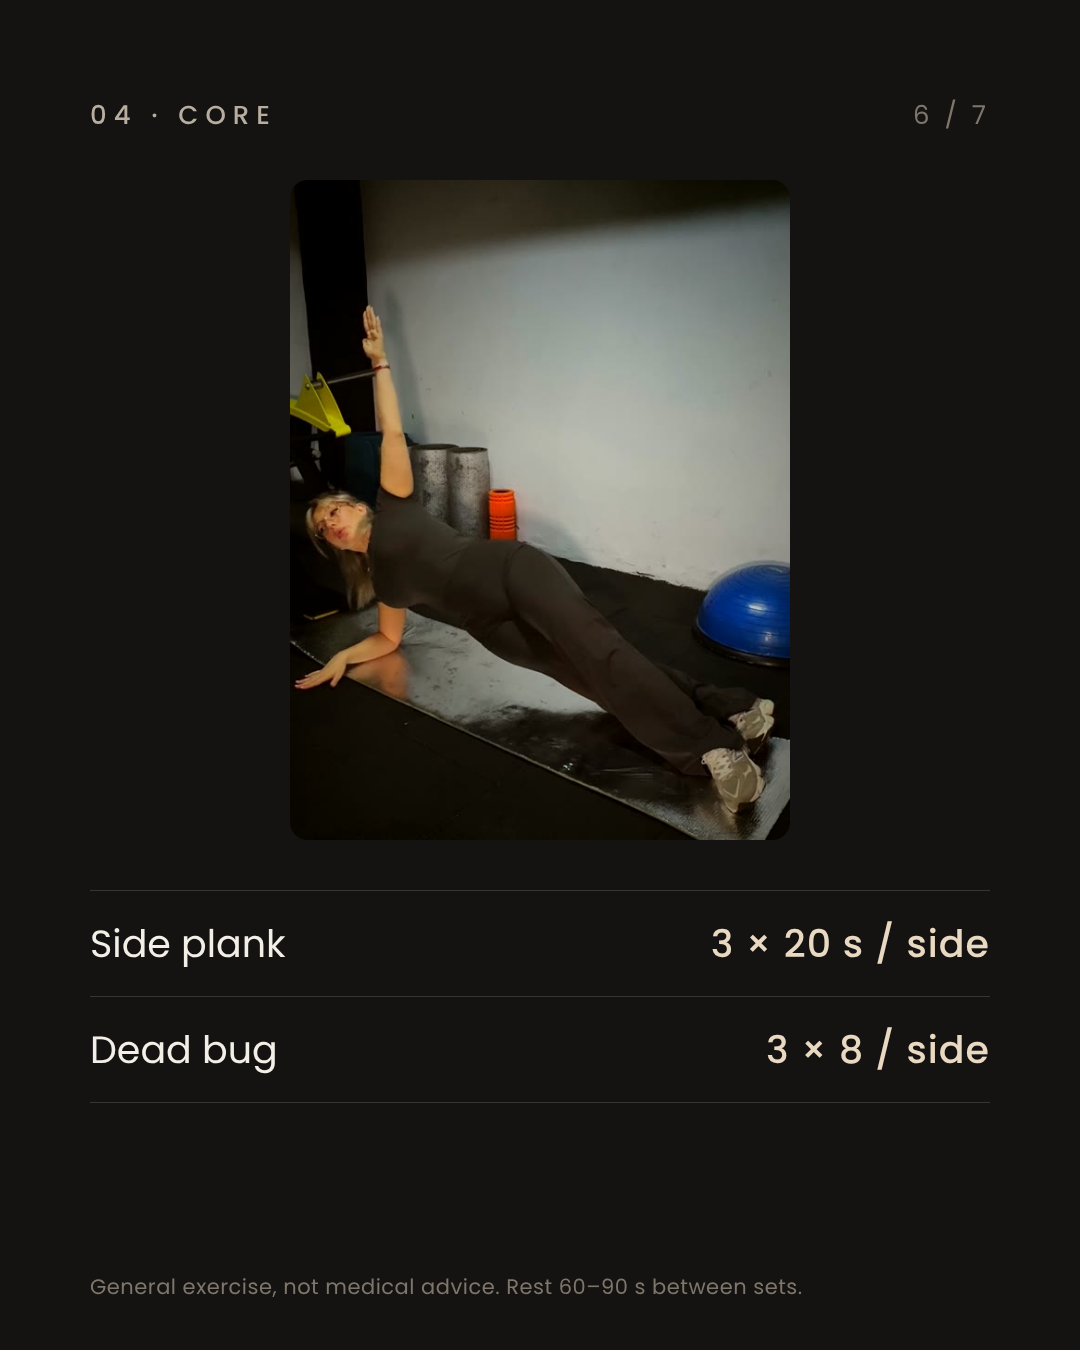 04 · CORE
6 / 7
Side plank
3 × 20 s / side
Dead bug
3 × 8 / side
General exercise, not medical advice. Rest 60–90 s between sets.